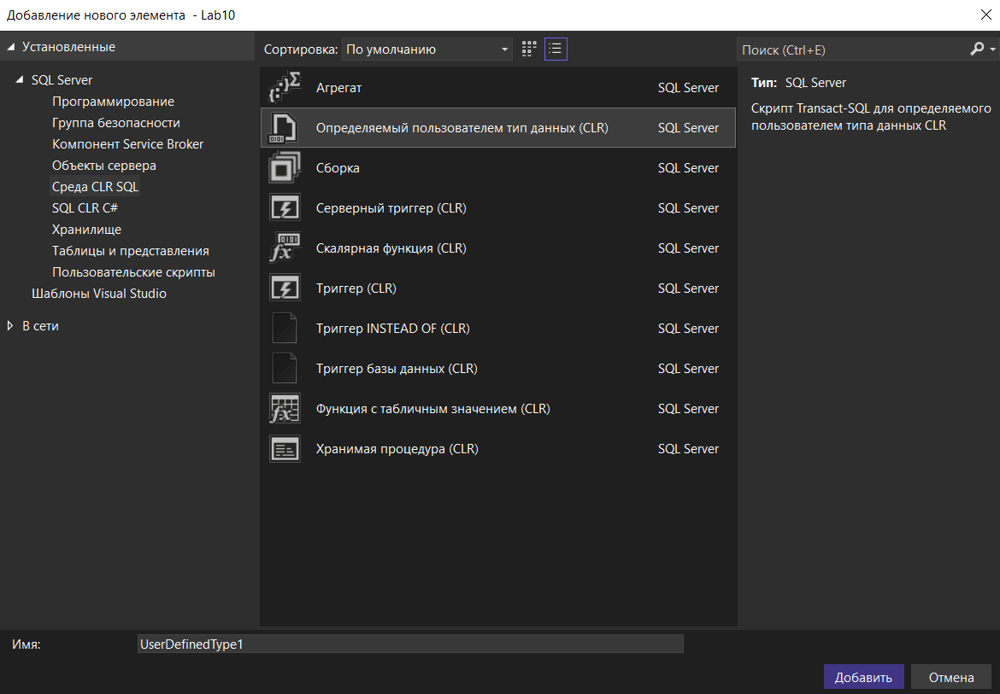 Добавление нового элемента - Lab10
Установленные
SQL Server
Программирование
Группа безопасности
Компонент Service Broker
Объекты сервера
Среда CLR SQL
SQL CLR C#
Хранилище
Таблицы и представления
Пользовательские скрипты
Шаблоны Visual Studio
В сети
Сортировка: По умолчанию
Агрегат SQL Server
Определяемый пользователем тип данных (CLR) SQL Server
Сборка SQL Server
Серверный триггер (CLR) SQL Server
Скалярная функция (CLR) SQL Server
Триггер (CLR) SQL Server
Триггер INSTEAD OF (CLR) SQL Server
Триггер базы данных (CLR) SQL Server
Функция с табличным значением (CLR) SQL Server
Хранимая процедура (CLR) SQL Server
Поиск (Ctrl+E)
Тип: SQL Server
Скрипт Transact-SQL для определяемого
пользователем типа данных CLR
Имя: UserDefinedType1
Добавить Отмена